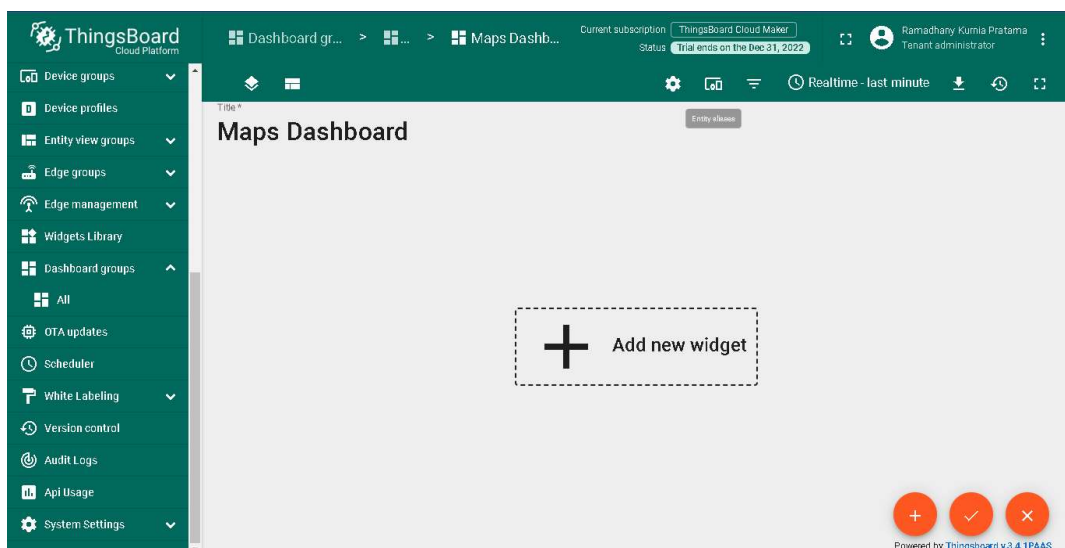 ThingsBoard
Cloud Platform
Dashboard gr... > ... > Maps Dashb...
Current subscription ThingsBoard Cloud Maker
Status Trial ends on the Dec 31, 2022
Ramadhany Kurnia Pratama
Tenant administrator
Device groups
Device profiles
Entity view groups
Edge groups
Edge management
Widgets Library
Dashboard groups
All
OTA updates
Scheduler
White Labeling
Version control
Audit Logs
Api Usage
System Settings
Realtime - last minute
Entity aliases
Title *
Maps Dashboard
Add new widget
Powered by Thingsboard v.3.4.1PAAS